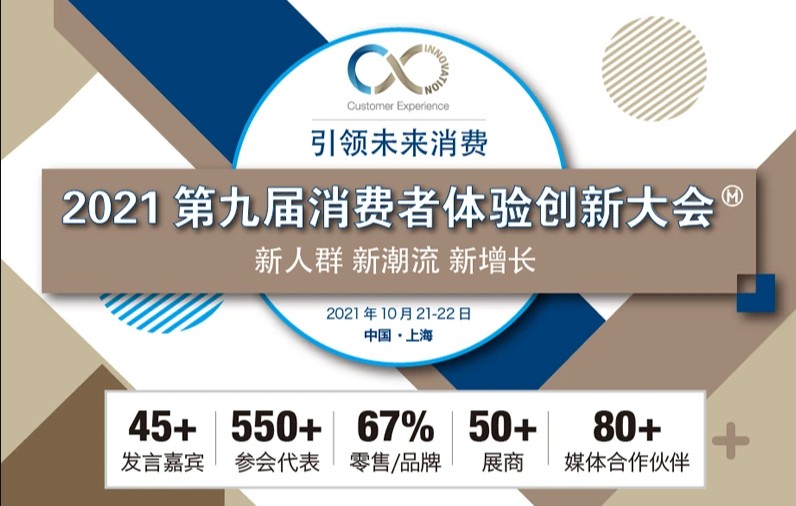 CX INNOVATION
Customer Experience
引领未来消费
2021 第九届消费者体验创新大会Ⓜ
新人群 新潮流 新增长
2021 年 10 月 21-22 日
中国 · 上海
45+ 550+ 67% 50+ 80+
发言嘉宾 参会代表 零售/品牌 展商 媒体合作伙伴